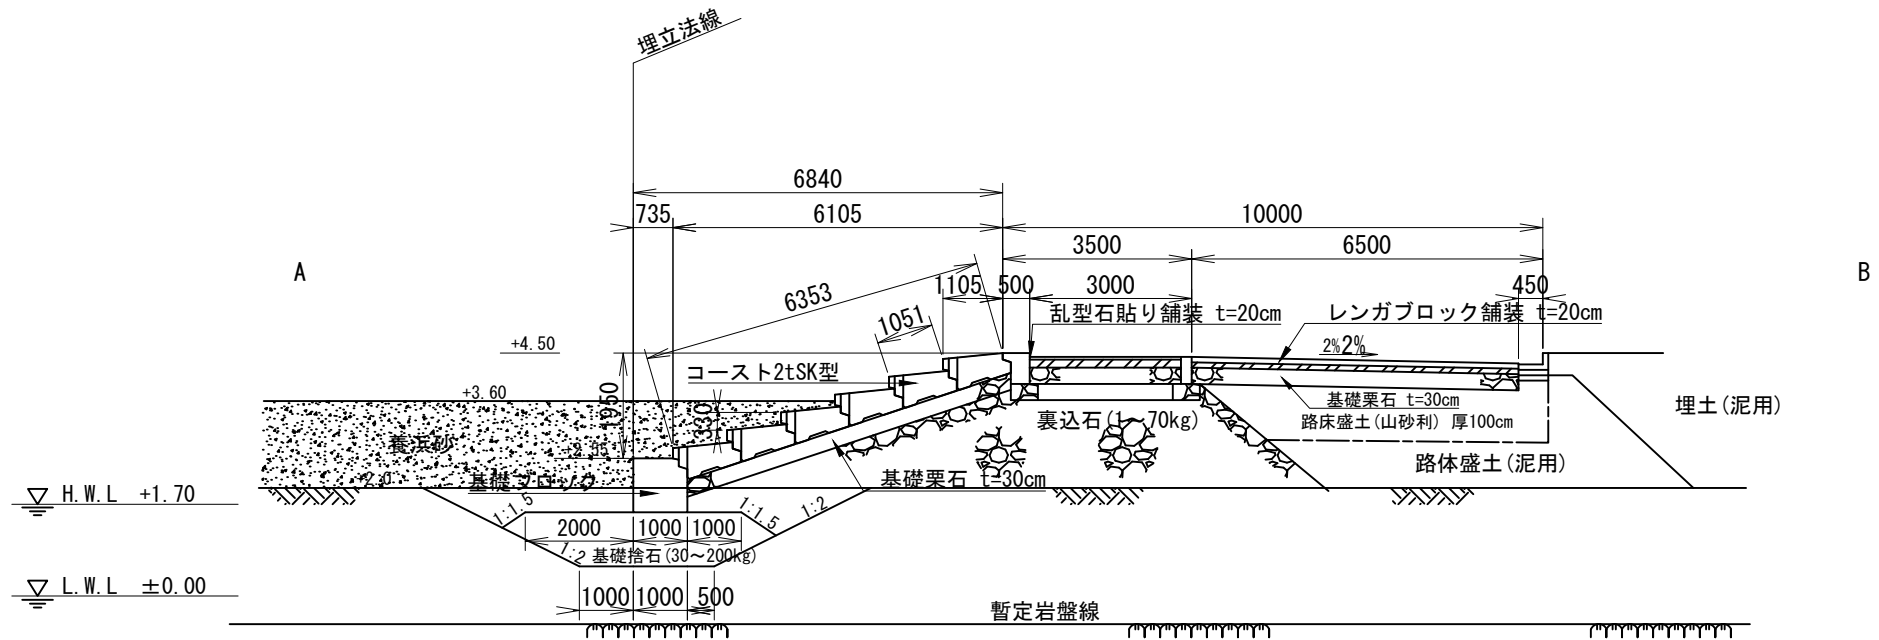 埋立法線
6840
735
6105
10000
3500
6500
A
B
1105
500
3000
450
6353
1051
乱型石貼り舗装 t=20cm
レンガブロック舗装 t=20cm
+4.50
2%
2%
コースト2tSK型
+3.60
1950
330
基礎栗石 t=30cm
埋土(泥用)
裏込石(1～70kg)
路床盛土(山砂利) 厚100cm
養浜砂
+2.55
路体盛土(泥用)
+2.0
基礎ブロック
基礎栗石 t=30cm
H.W.L +1.70
1:1.5
1:1.5
1:2
2000
1000
1000
1:2
基礎捨石(30～200kg)
L.W.L ±0.00
1000
1000
500
暫定岩盤線